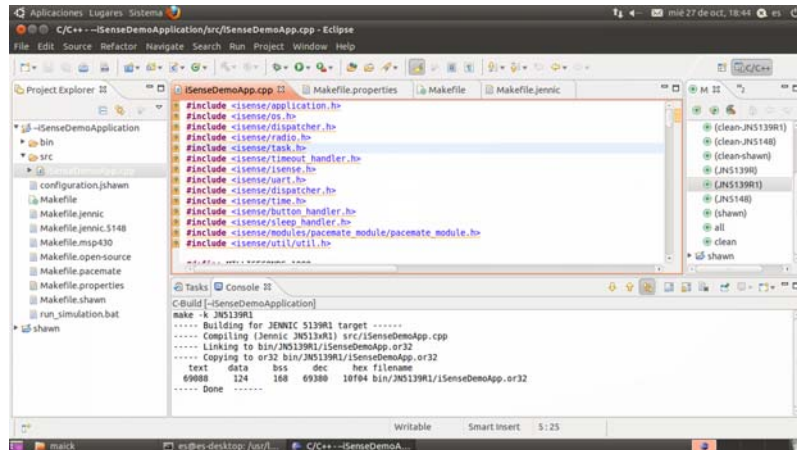 Aplicaciones Lugares Sistema
mié 27 de oct, 18:44
es
C/C++ - ~iSenseDemoApplication/src/iSenseDemoApp.cpp - Eclipse
File Edit Source Refactor Navigate Search Run Project Window Help
C/C++
Project Explorer
iSenseDemoApp.cpp
Makefile.properties
Makefile
Makefile.jennic
M
~iSenseDemoApplication
bin
src
configuration.jshawn
Makefile
Makefile.jennic
Makefile.jennic.5148
Makefile.msp430
Makefile.open-source
Makefile.pacemate
Makefile.properties
Makefile.shawn
run_simulation.bat
shawn
#include <isense/application.h>
#include <isense/os.h>
#include <isense/dispatcher.h>
#include <isense/radio.h>
#include <isense/task.h>
#include <isense/timeout_handler.h>
#include <isense/isense.h>
#include <isense/uart.h>
#include <isense/dispatcher.h>
#include <isense/time.h>
#include <isense/button_handler.h>
#include <isense/sleep_handler.h>
#include <isense/modules/pacemate_module/pacemate_module.h>
#include <isense/util/util.h>
(clean-JN5139R1)
(clean-JN5148)
(clean-shawn)
(JN5139R)
(JN5139R1)
(JN5148)
(shawn)
all
clean
shawn
Tasks
Console
C-Build [~iSenseDemoApplication]
make -k JN5139R1
----- Building for JENNIC 5139R1 target ------
----- Compiling (Jennic JN513xR1) src/iSenseDemoApp.cpp
----- Linking to bin/JN5139R1/iSenseDemoApp.or32
----- Copying to or32 bin/JN5139R1/iSenseDemoApp.or32
text data bss dec hex filename
69088 124 168 69380 10f04 bin/JN5139R1/iSenseDemoApp.or32
----- Done ------
Writable
Smart Insert
5 : 25
maick
es@es-desktop: /usr/l...
C/C++ - ~iSenseDemoA...